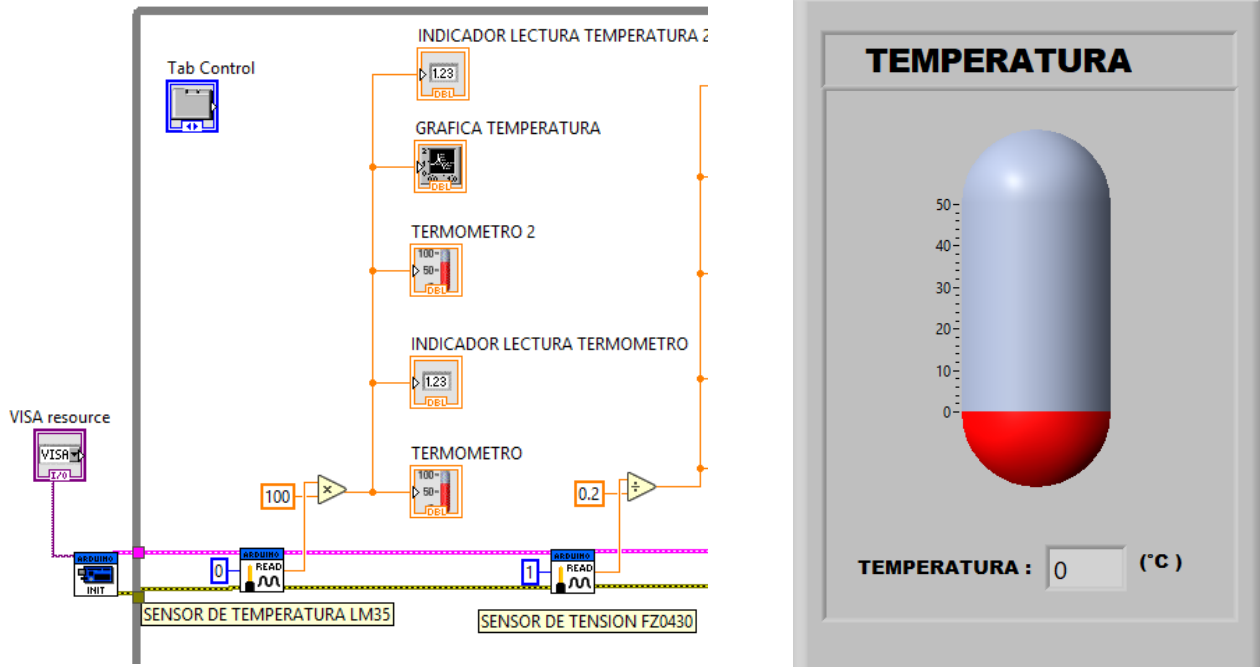 INDICADOR LECTURA TEMPERATURA 2
1.23
DBL
Tab Control
GRAFICA TEMPERATURA
DBL
TERMOMETRO 2
100
50
DBL
INDICADOR LECTURA TERMOMETRO
1.23
DBL
VISA resource
VISA
I/O
TERMOMETRO
100
50
DBL
100
×
0.2
÷
ARDUINO
INIT
0
ARDUINO
READ
1
ARDUINO
READ
SENSOR DE TEMPERATURA LM35
SENSOR DE TENSION FZ0430
TEMPERATURA
50
40
30
20
10
0
TEMPERATURA : 0 (°C )